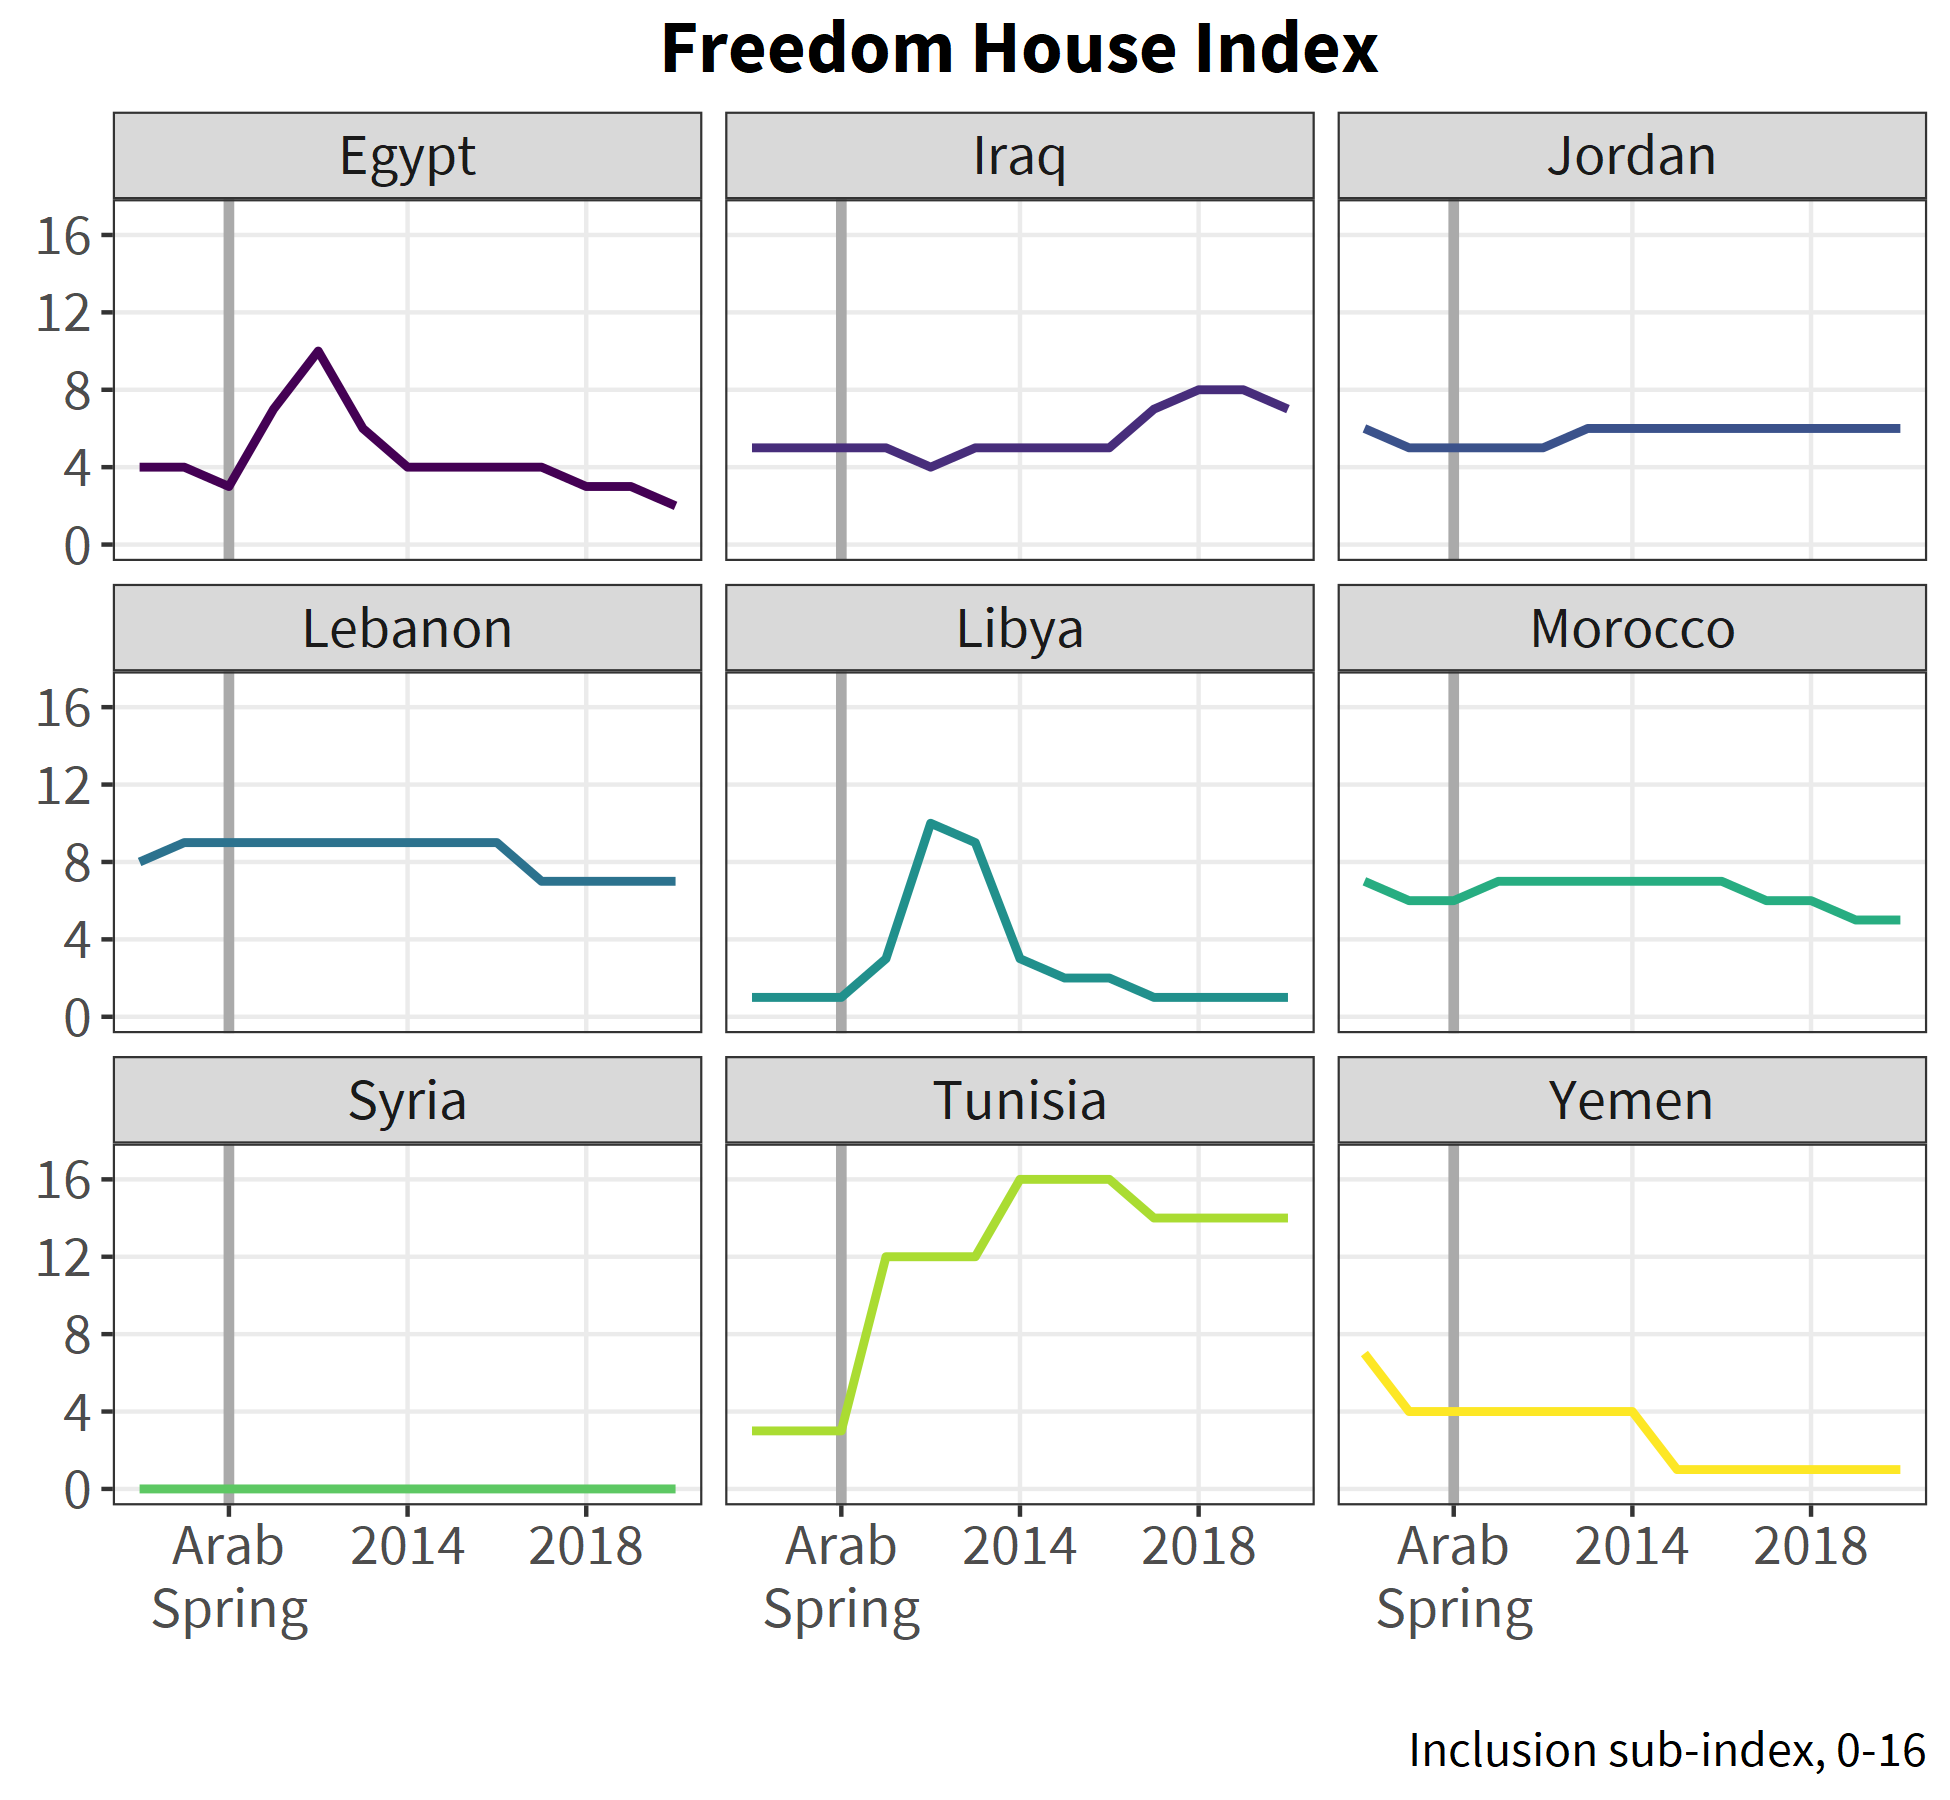 Freedom House Index
Egypt
Iraq
Jordan
16
12
8
4
0
Lebanon
Libya
Morocco
16
12
8
4
0
Syria
Tunisia
Yemen
16
12
8
4
0
Arab
Spring
2014
2018
Arab
Spring
2014
2018
Arab
Spring
2014
2018
Inclusion sub-index, 0-16